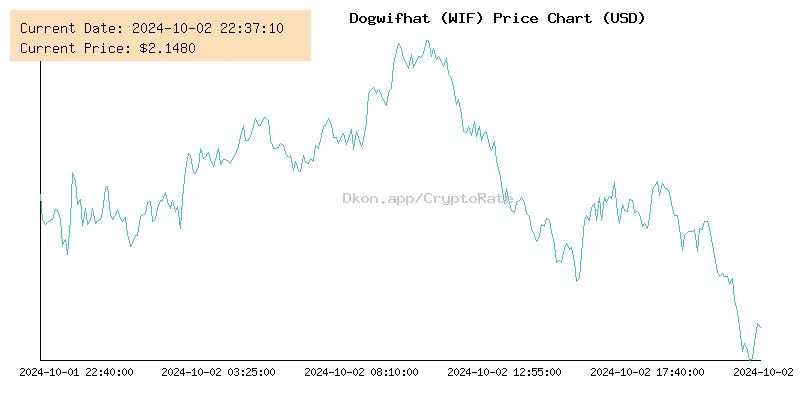 Dogwifhat (WIF) Price Chart (USD)
Current Date: 2024-10-02 22:37:10
Current Price: $2.1480
Dkon.app/CryptoRate
2024-10-01 22:40:00 2024-10-02 03:25:00 2024-10-02 08:10:00 2024-10-02 12:55:00 2024-10-02 17:40:00 2024-10-02